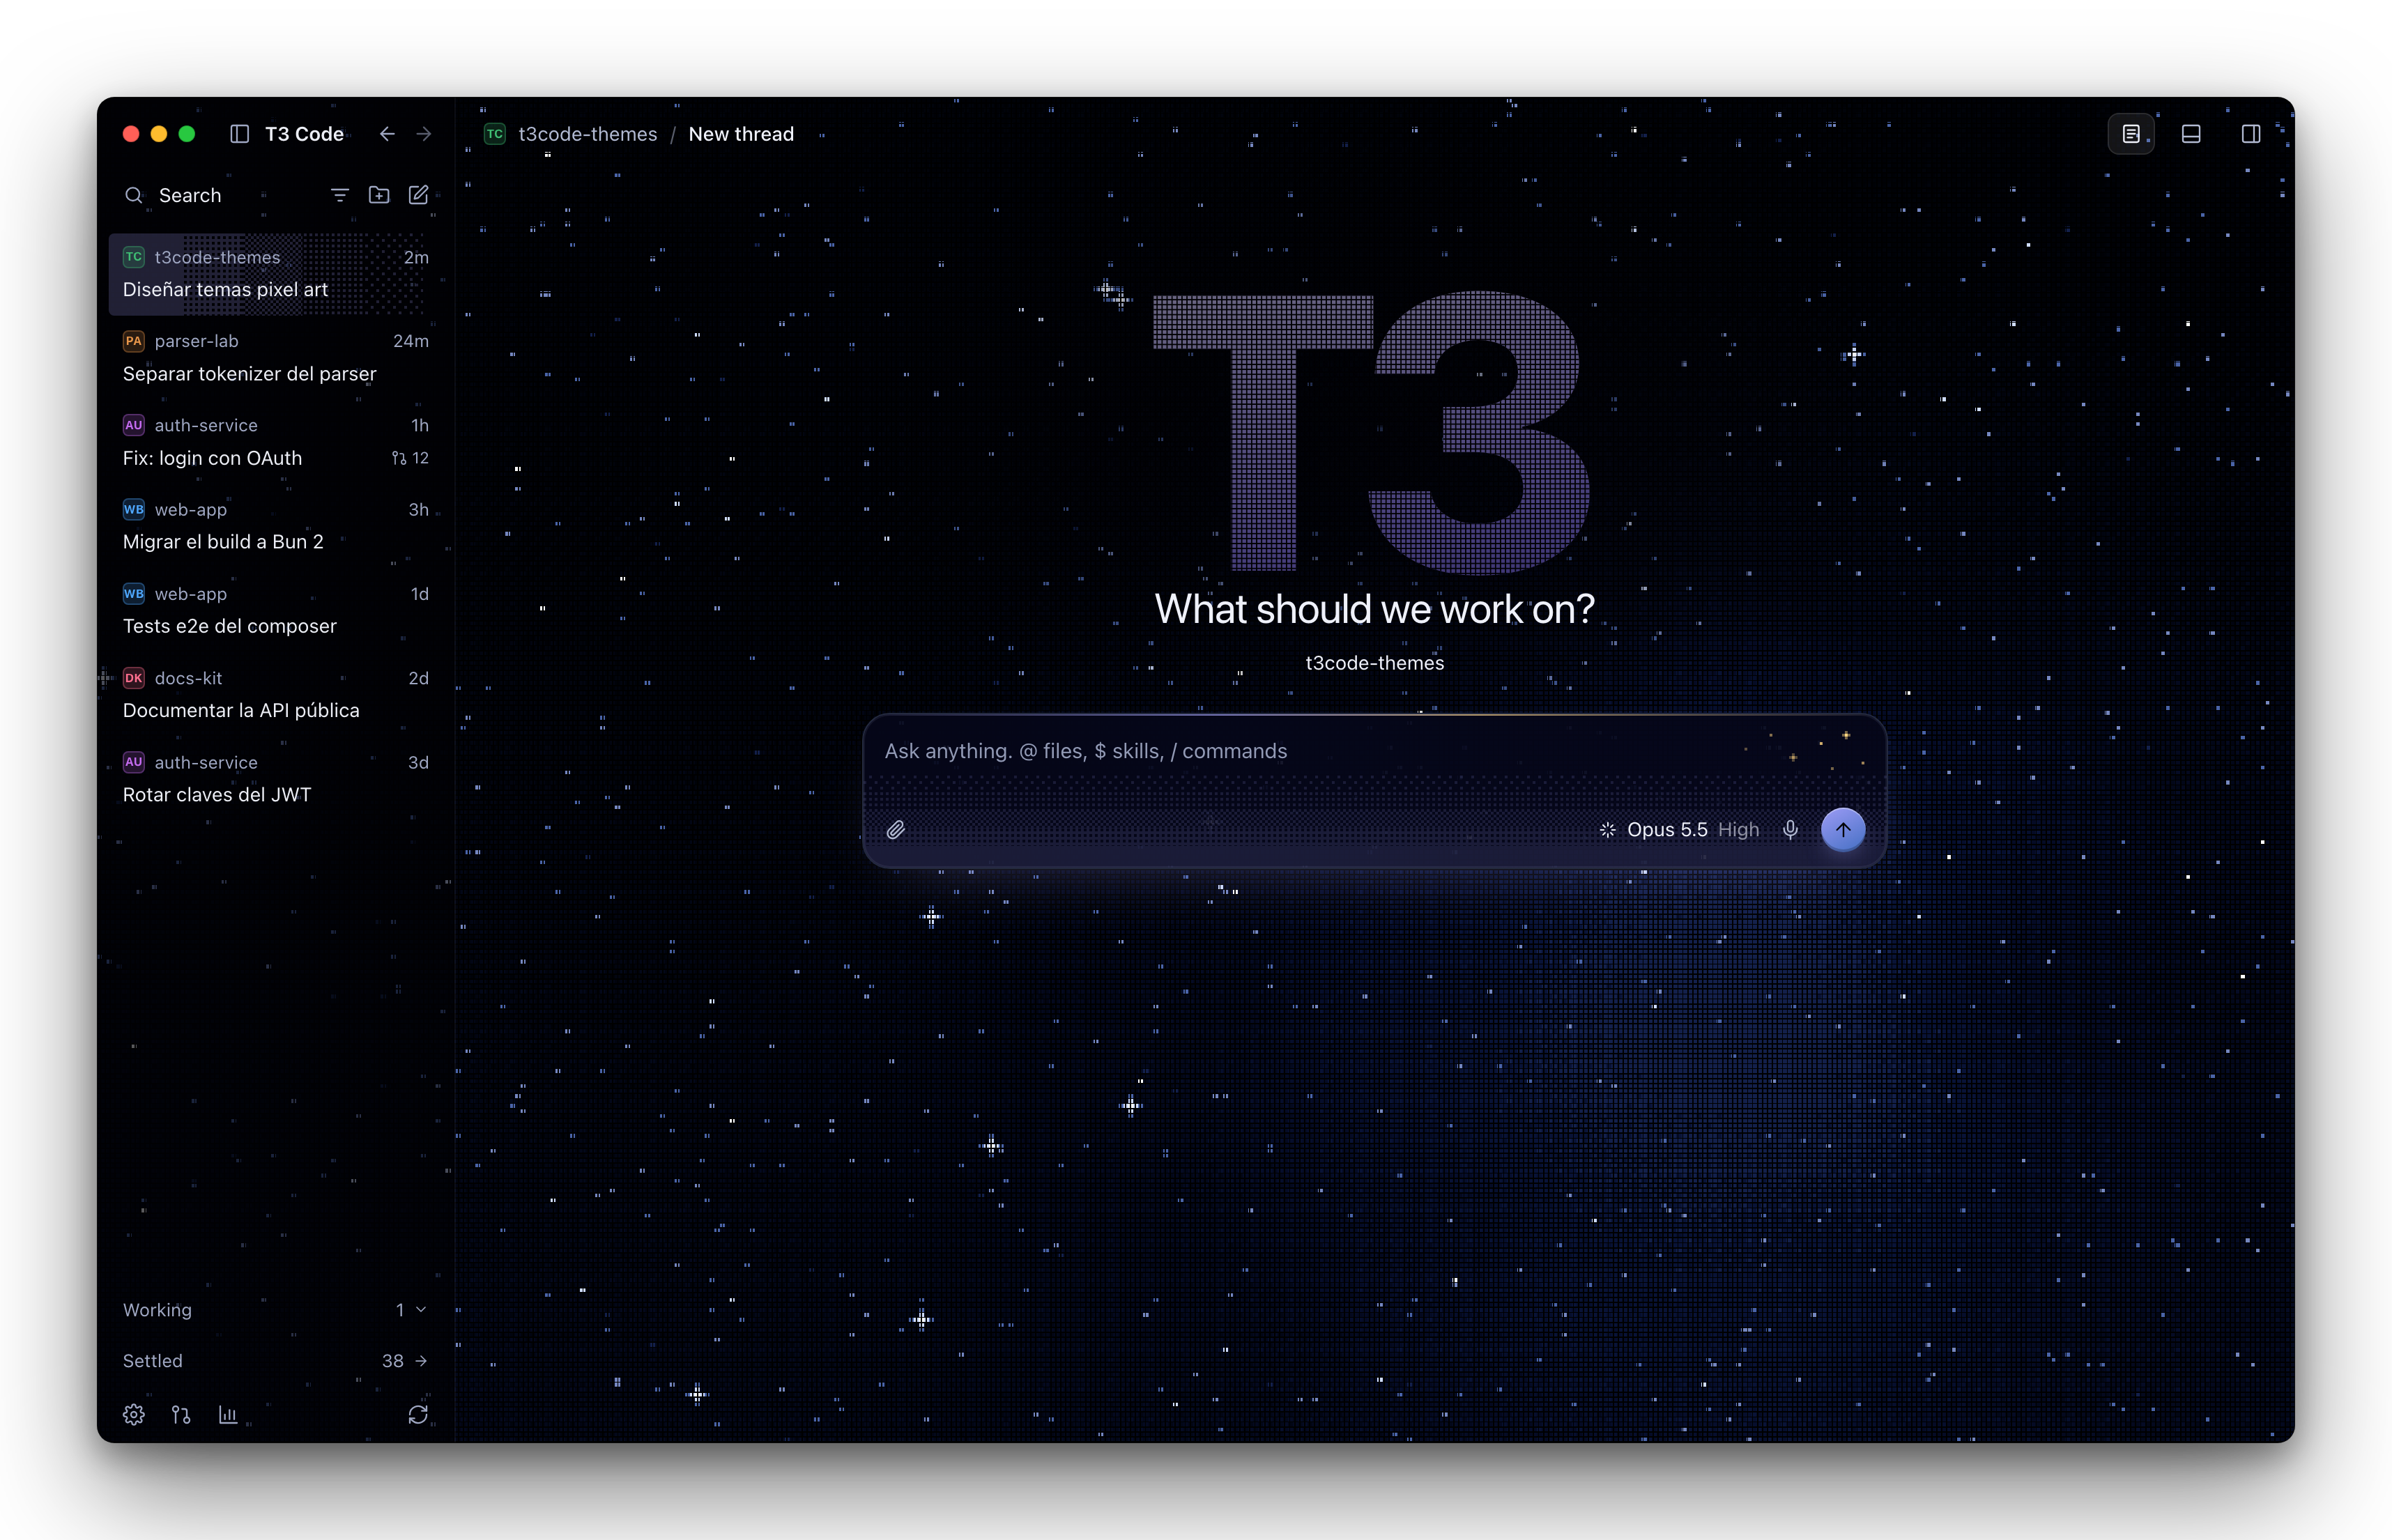 T3 Code
Search
TC t3code-themes 2m
Diseñar temas pixel art
PA parser-lab 24m
Separar tokenizer del parser
AU auth-service 1h
Fix: login con OAuth 12
WB web-app 3h
Migrar el build a Bun 2
WB web-app 1d
Tests e2e del composer
DK docs-kit 2d
Documentar la API pública
AU auth-service 3d
Rotar claves del JWT
Working 1
Settled 38
TC t3code-themes / New thread
T3
What should we work on?
t3code-themes
Ask anything. @ files, $ skills, / commands
Opus 5.5 High